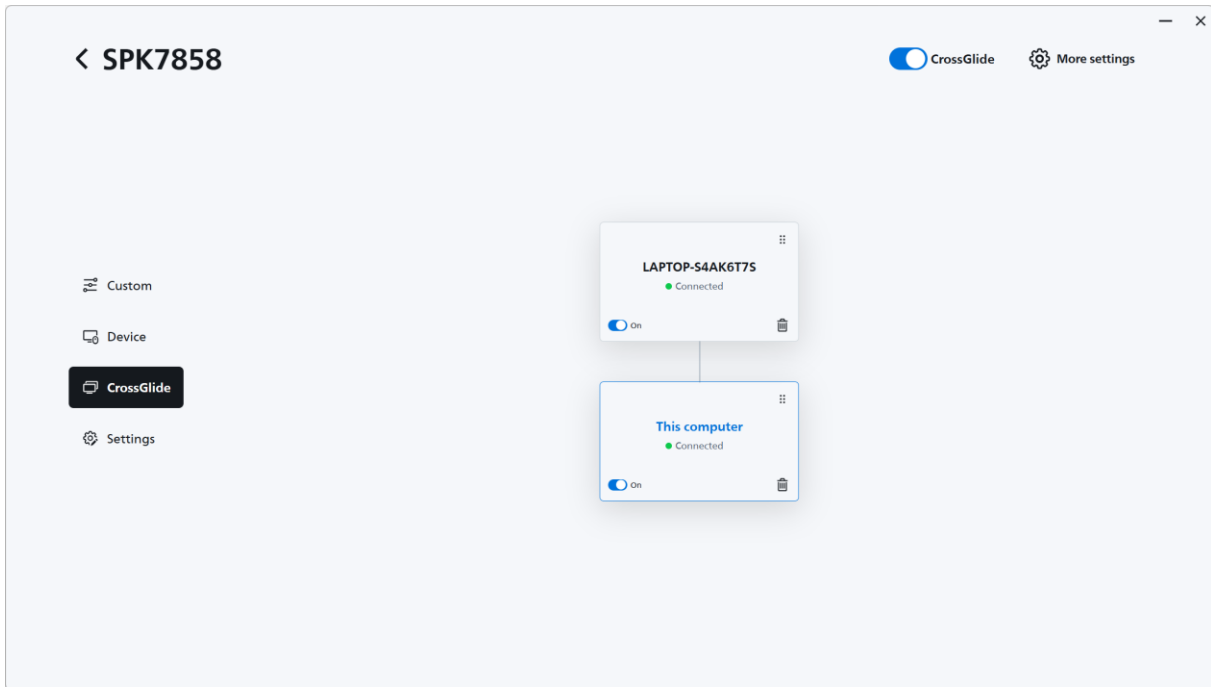 SPK7858
CrossGlide
More settings
Custom
Device
CrossGlide
Settings
LAPTOP-S4AK6T7S
Connected
On
This computer
Connected
On